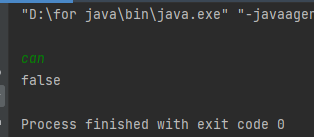 "D:\for java\bin\java.exe" "-javaagen
can
false
Process finished with exit code 0